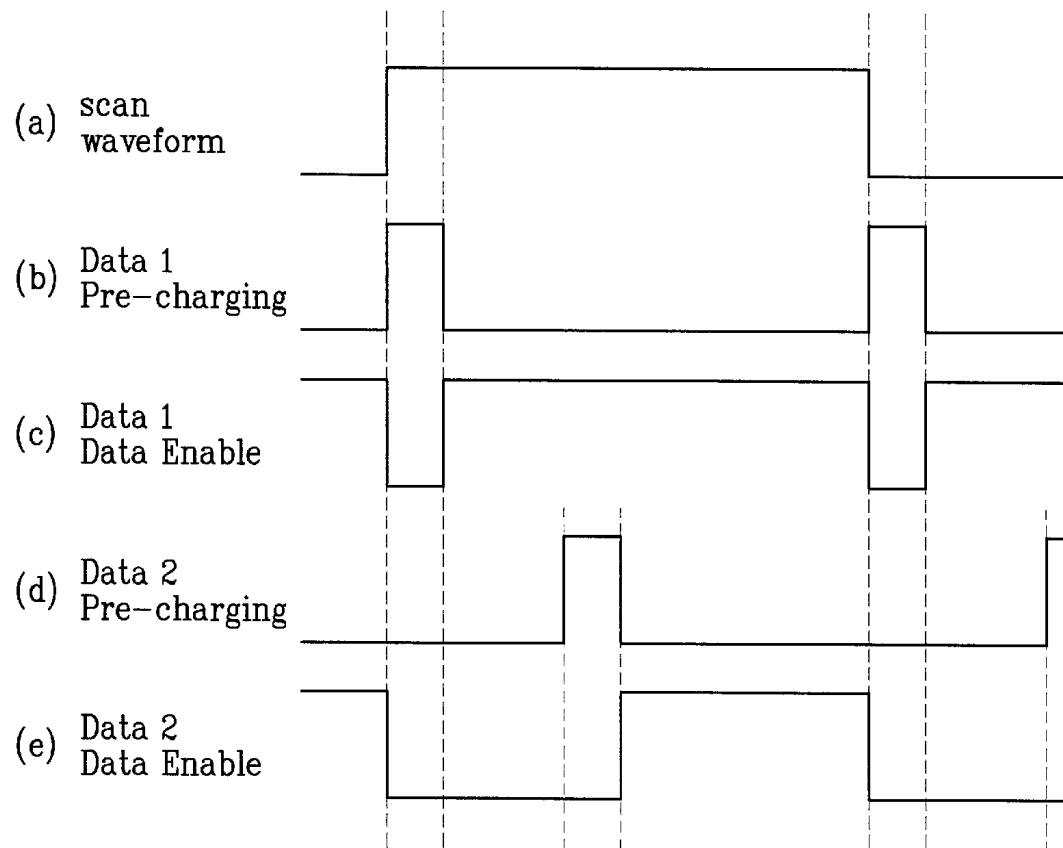 (a) scan
waveform
(b) Data 1
Pre-charging
(c) Data 1
Data Enable
(d) Data 2
Pre-charging
(e) Data 2
Data Enable